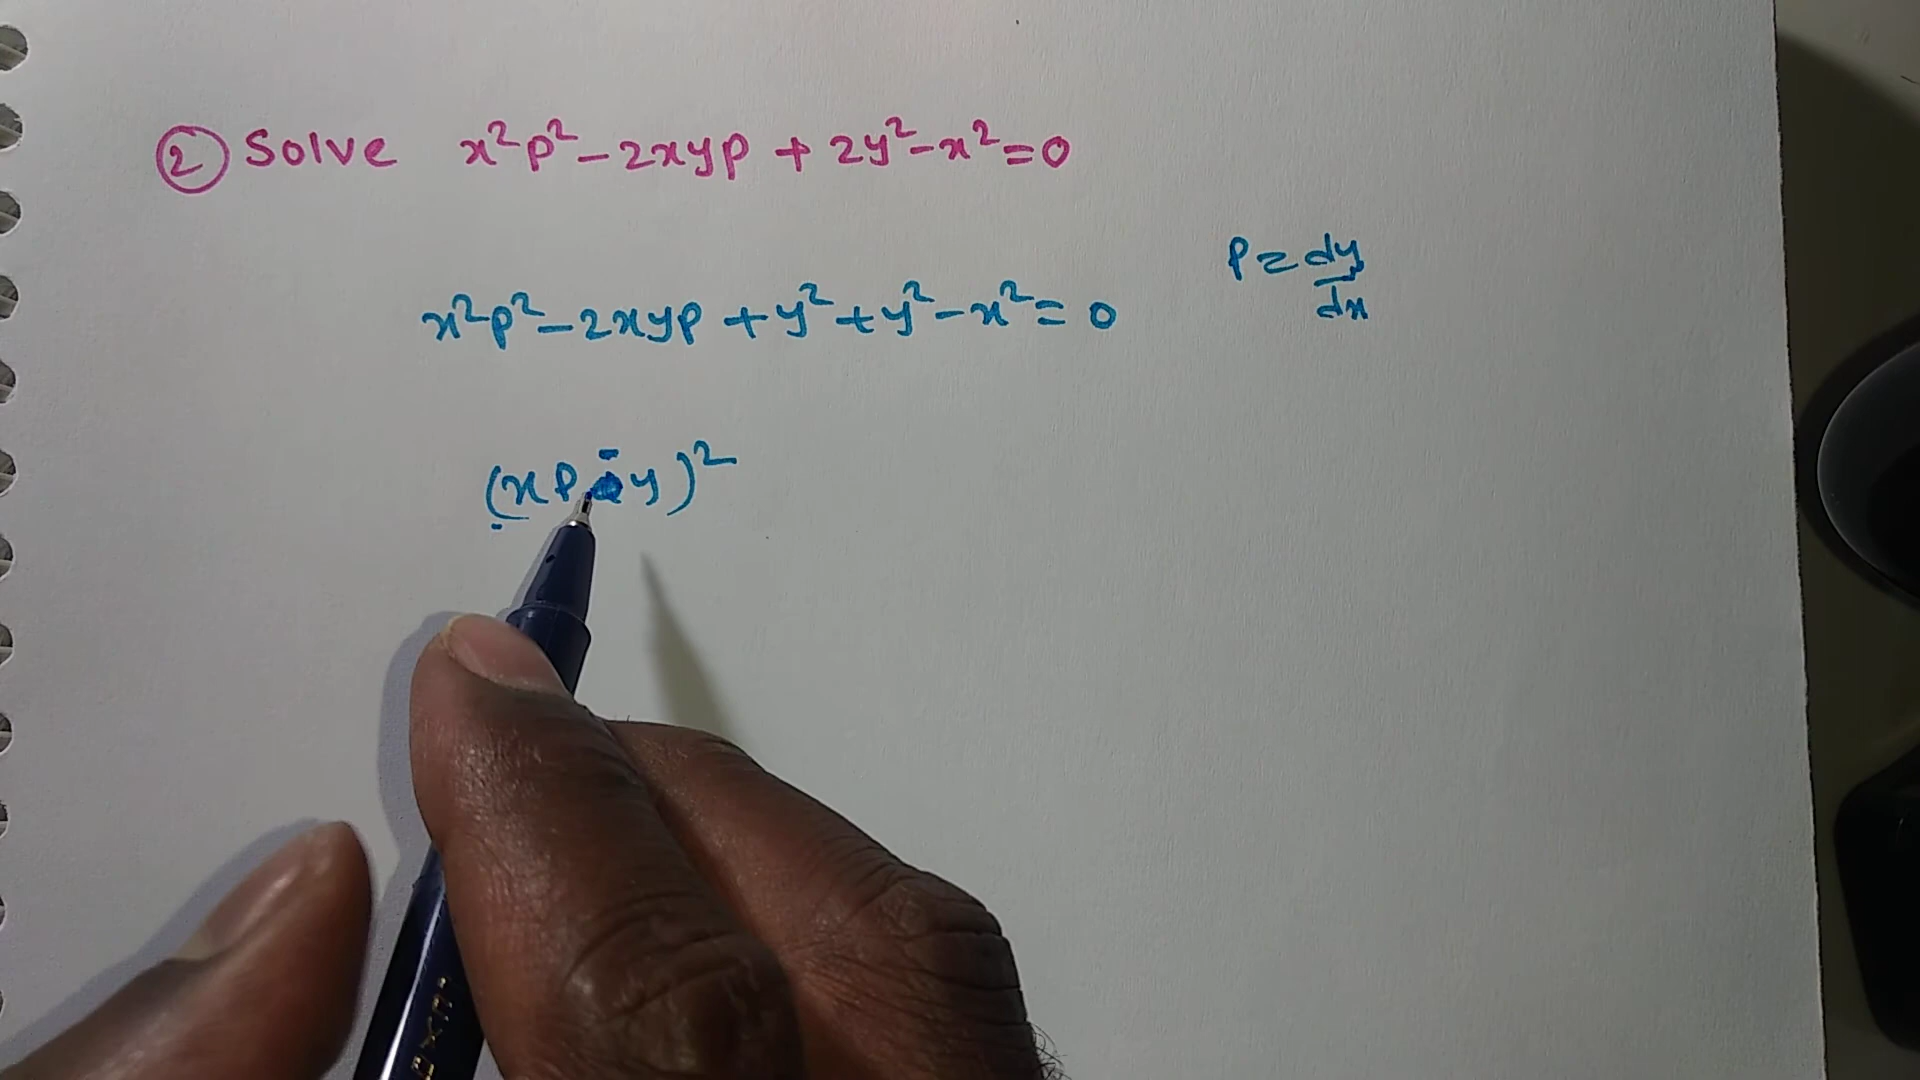 ② Solve x²p² - 2xyp + 2y² - x² = 0
p = dy/dx
x²p² - 2xyp + y² + y² - x² = 0
(xp - y)²